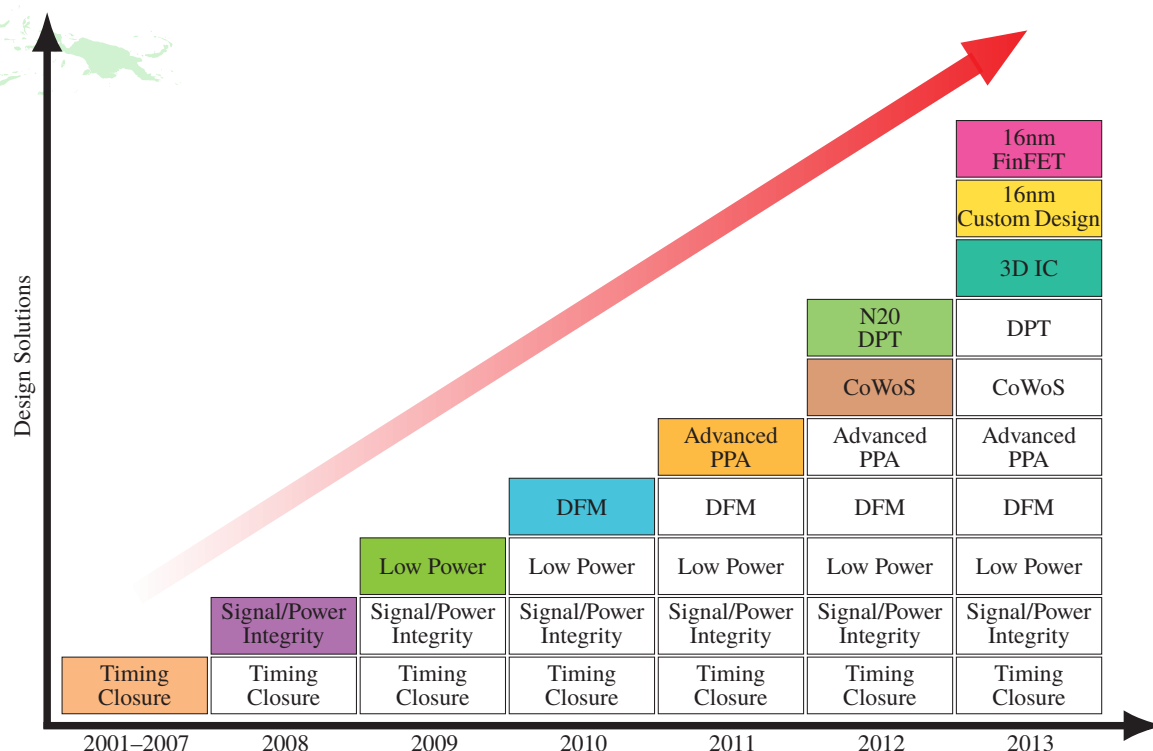 Design Solutions
16nm
FinFET
16nm
Custom Design
3D IC
N20
DPT
DPT
CoWoS
CoWoS
Advanced
PPA
Advanced
PPA
Advanced
PPA
DFM
DFM
DFM
DFM
Low Power
Low Power
Low Power
Low Power
Low Power
Signal/Power
Integrity
Signal/Power
Integrity
Signal/Power
Integrity
Signal/Power
Integrity
Signal/Power
Integrity
Signal/Power
Integrity
Timing
Closure
Timing
Closure
Timing
Closure
Timing
Closure
Timing
Closure
Timing
Closure
Timing
Closure
2001–2007
2008
2009
2010
2011
2012
2013